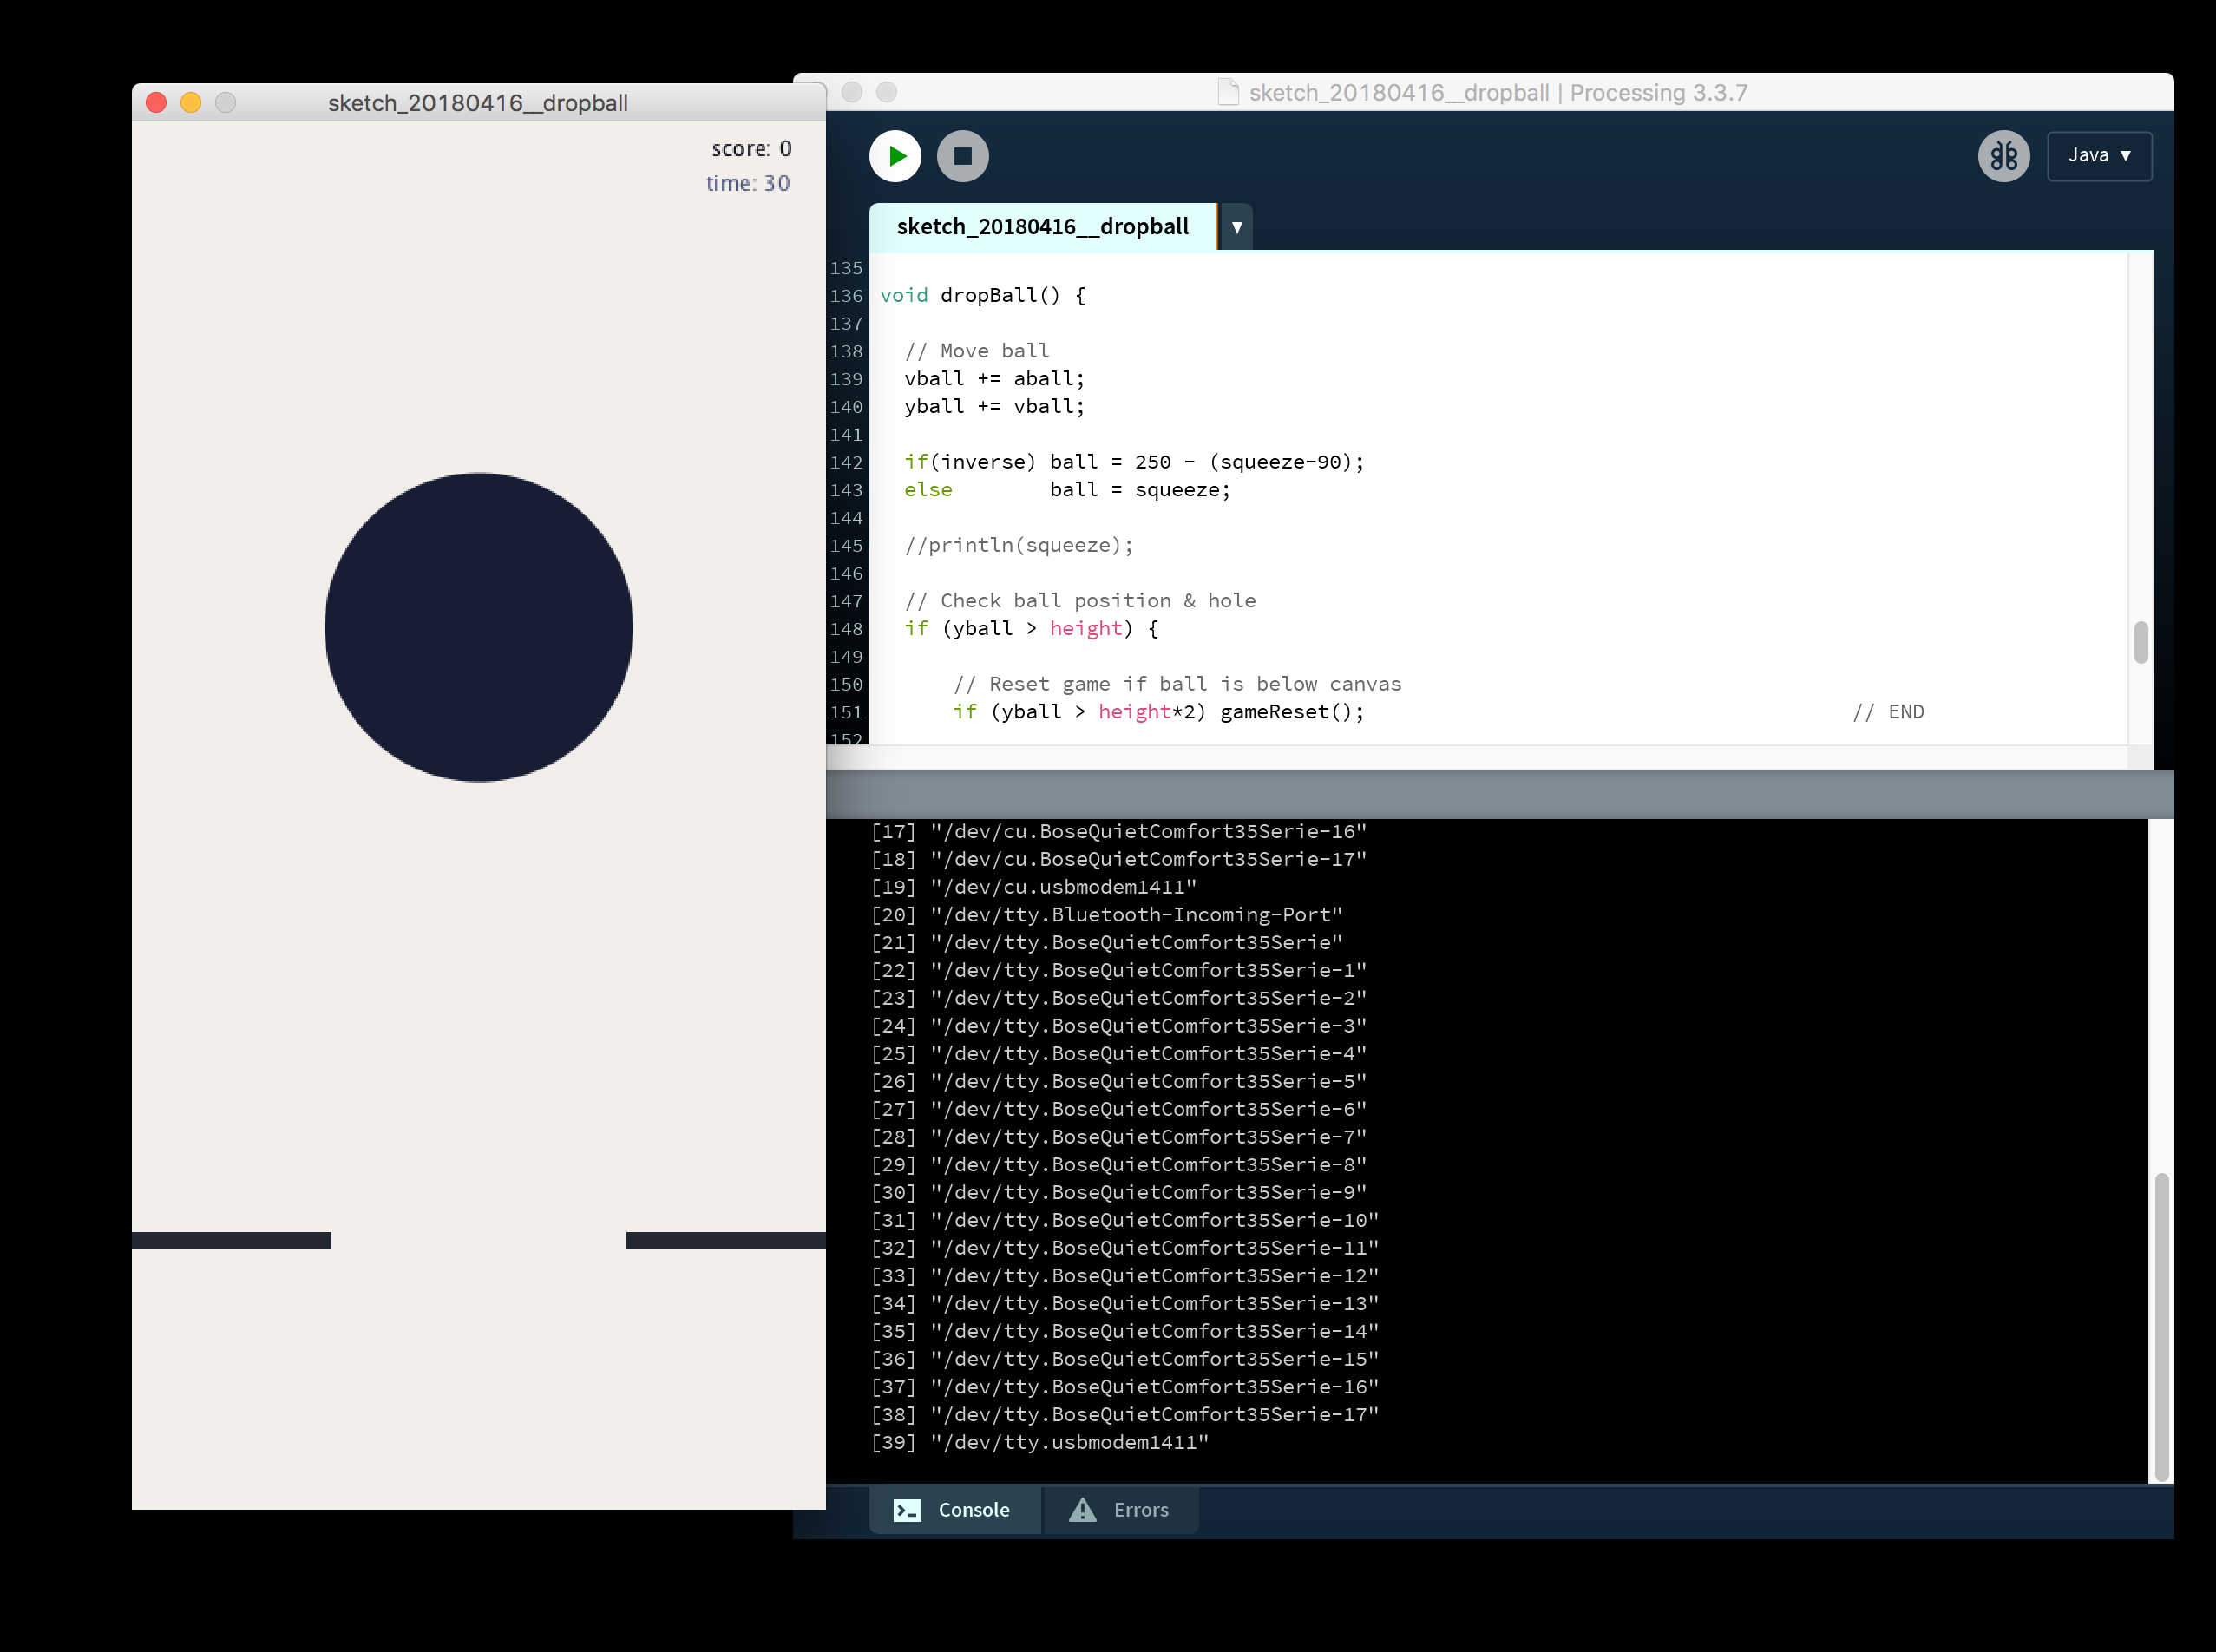 sketch_20180416__dropball
score: 0
time: 30
sketch_20180416__dropball | Processing 3.3.7
Java ▼
sketch_20180416__dropball ▼
135
136 void dropBall() {
137
138 // Move ball
139 vball += aball;
140 yball += vball;
141
142 if(inverse) ball = 250 - (squeeze-90);
143 else ball = squeeze;
144
145 //println(squeeze);
146
147 // Check ball position & hole
148 if (yball > height) {
149
150 // Reset game if ball is below canvas
151 if (yball > height*2) gameReset(); // END
152
[17] "/dev/cu.BoseQuietComfort35Serie-16"
[18] "/dev/cu.BoseQuietComfort35Serie-17"
[19] "/dev/cu.usbmodem1411"
[20] "/dev/tty.Bluetooth-Incoming-Port"
[21] "/dev/tty.BoseQuietComfort35Serie"
[22] "/dev/tty.BoseQuietComfort35Serie-1"
[23] "/dev/tty.BoseQuietComfort35Serie-2"
[24] "/dev/tty.BoseQuietComfort35Serie-3"
[25] "/dev/tty.BoseQuietComfort35Serie-4"
[26] "/dev/tty.BoseQuietComfort35Serie-5"
[27] "/dev/tty.BoseQuietComfort35Serie-6"
[28] "/dev/tty.BoseQuietComfort35Serie-7"
[29] "/dev/tty.BoseQuietComfort35Serie-8"
[30] "/dev/tty.BoseQuietComfort35Serie-9"
[31] "/dev/tty.BoseQuietComfort35Serie-10"
[32] "/dev/tty.BoseQuietComfort35Serie-11"
[33] "/dev/tty.BoseQuietComfort35Serie-12"
[34] "/dev/tty.BoseQuietComfort35Serie-13"
[35] "/dev/tty.BoseQuietComfort35Serie-14"
[36] "/dev/tty.BoseQuietComfort35Serie-15"
[37] "/dev/tty.BoseQuietComfort35Serie-16"
[38] "/dev/tty.BoseQuietComfort35Serie-17"
[39] "/dev/tty.usbmodem1411"
Console
Errors